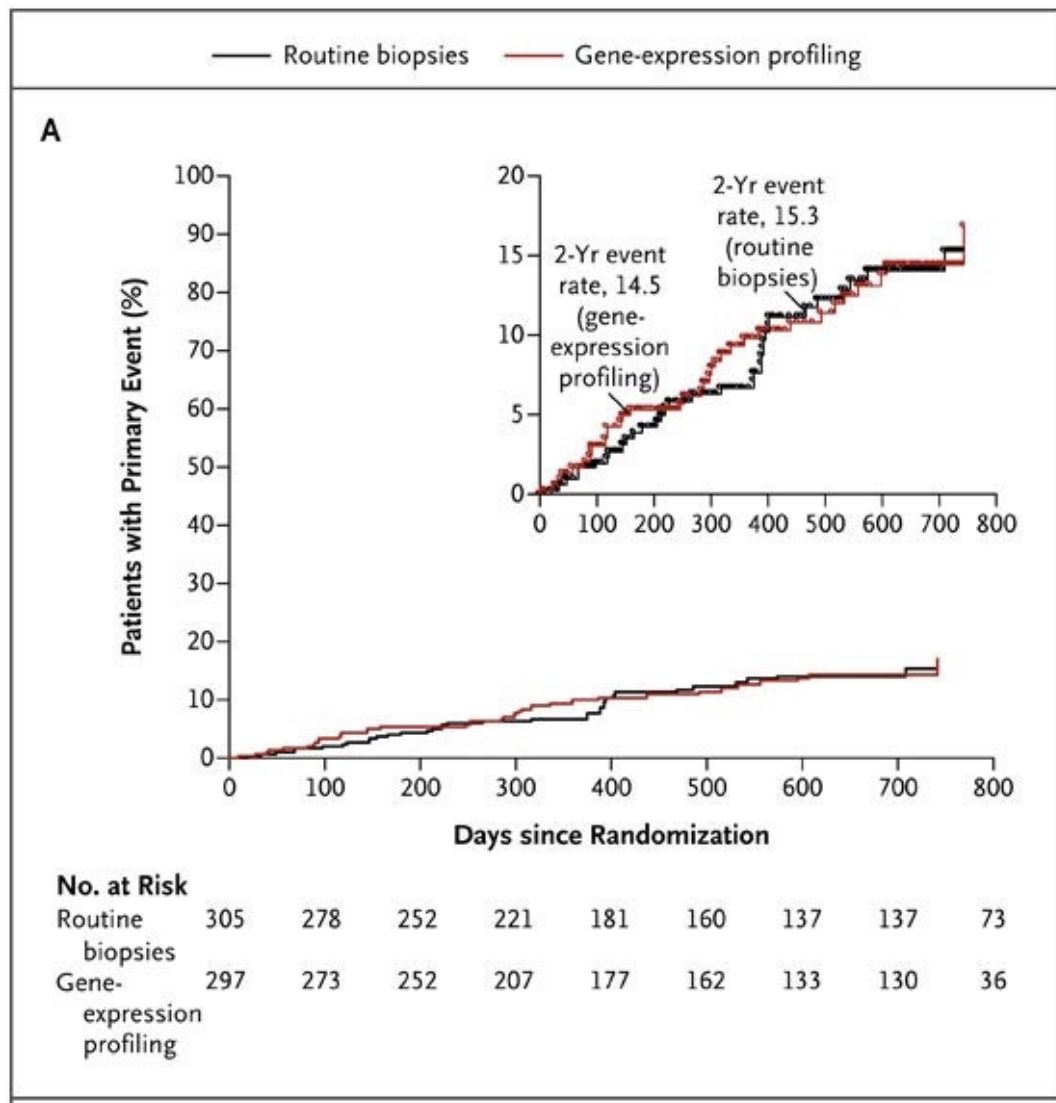 Routine biopsies Gene-expression profiling
A
Patients with Primary Event (%)
100
90
80
70
60
50
40
30
20
10
0
0 100 200 300 400 500 600 700 800
20
15
10
5
0
0 100 200 300 400 500 600 700 800
2-Yr event
rate, 14.5
(gene-
expression
profiling)
2-Yr event
rate, 15.3
(routine
biopsies)
Days since Randomization
No. at Risk
Routine 305 278 252 221 181 160 137 137 73
biopsies
Gene- 297 273 252 207 177 162 133 130 36
expression
profiling